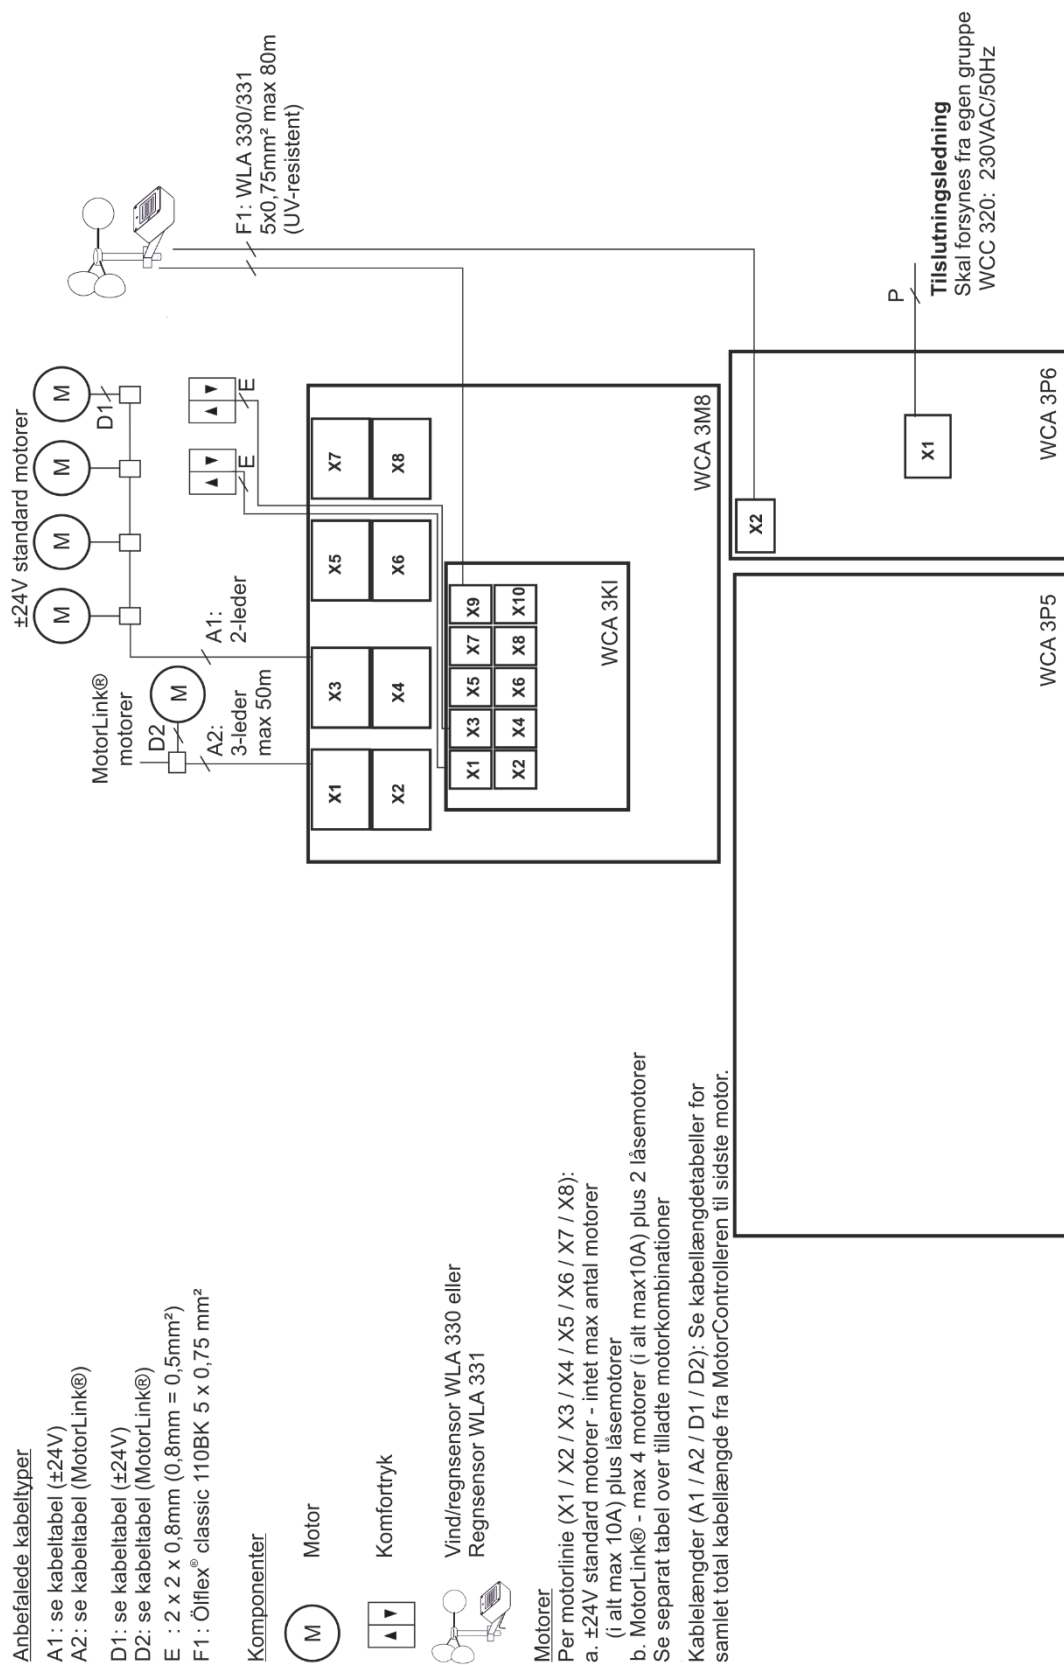 Anbefalede kabeltyper
A1: se kabeltabel (±24V)
A2: se kabeltabel (MotorLink®)
D1: se kabeltabel (±24V)
D2: se kabeltabel (MotorLink®)
E : 2 x 2 x 0,8mm (0,8mm = 0,5mm²)
F1: Ölflex® classic 110BK 5 x 0,75 mm²
Komponenter
M
Motor
Komfortryk
Vind/regnsensor WLA 330 eller
Regnsensor WLA 331
Motorer
Per motorlinie (X1 / X2 / X3 / X4 / X5 / X6 / X7 / X8):
a. ±24V standard motorer - intet max antal motorer
(i alt max 10A) plus låsemotorer
b. MotorLink® - max 4 motorer (i alt max10A) plus 2 låsemotorer
Se separat tabel over tilladte motorkombinationer
Kablelængder (A1 / A2 / D1 / D2): Se kabellængdetabeller for
samlet total kabellængde fra MotorControlleren til sidste motor.
±24V standard motorer
M
M
M
M
D1
MotorLink®
motorer
D2
M
A2:
3-leder
max 50m
A1:
2-leder
E
E
F1: WLA 330/331
5x0,75mm² max 80m
(UV-resistent)
X1
X3
X5
X7
X2
X4
X6
X8
X1
X3
X5
X7
X9
X2
X4
X6
X8
X10
WCA 3KI
WCA 3M8
X2
X1
P
Tilslutningsledning
Skal forsynes fra egen gruppe
WCC 320: 230VAC/50Hz
WCA 3P5
WCA 3P6